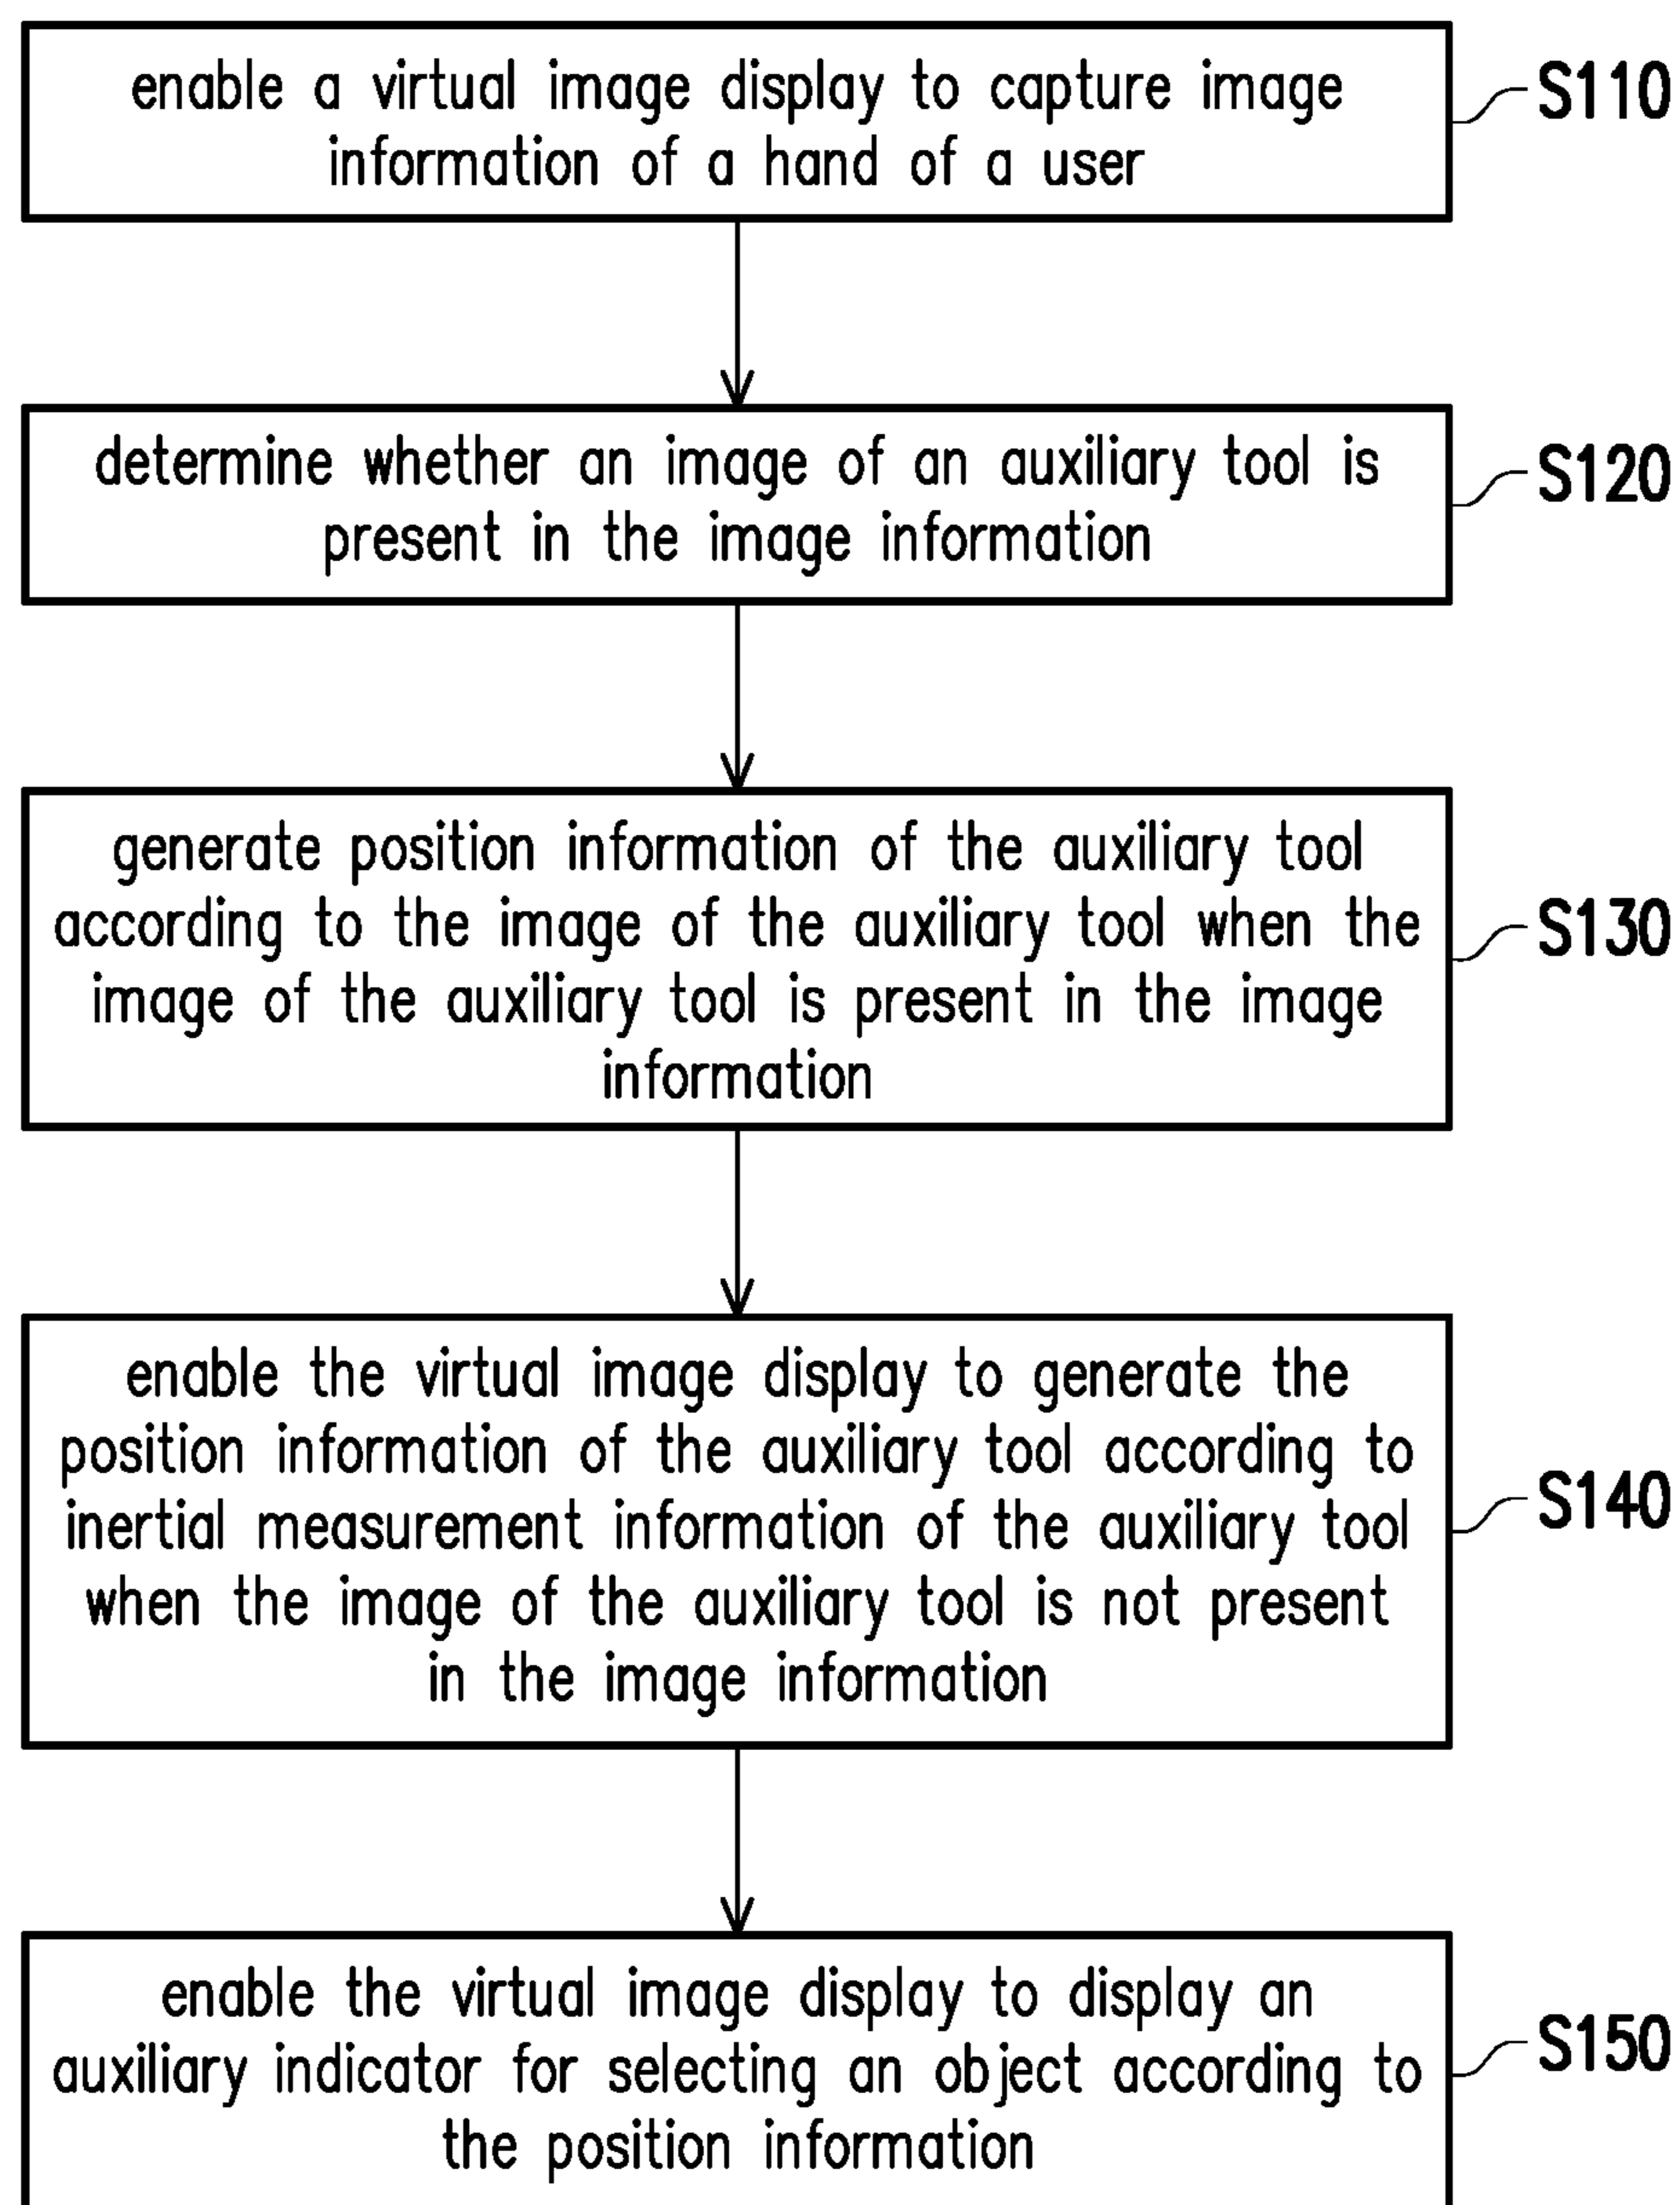 enable a virtual image display to capture image
information of a hand of a user
S110
determine whether an image of an auxiliary tool is
present in the image information
S120
generate position information of the auxiliary tool
according to the image of the auxiliary tool when the
image of the auxiliary tool is present in the image
information
S130
enable the virtual image display to generate the
position information of the auxiliary tool according to
inertial measurement information of the auxiliary tool
when the image of the auxiliary tool is not present
in the image information
S140
enable the virtual image display to display an
auxiliary indicator for selecting an object according to
the position information
S150